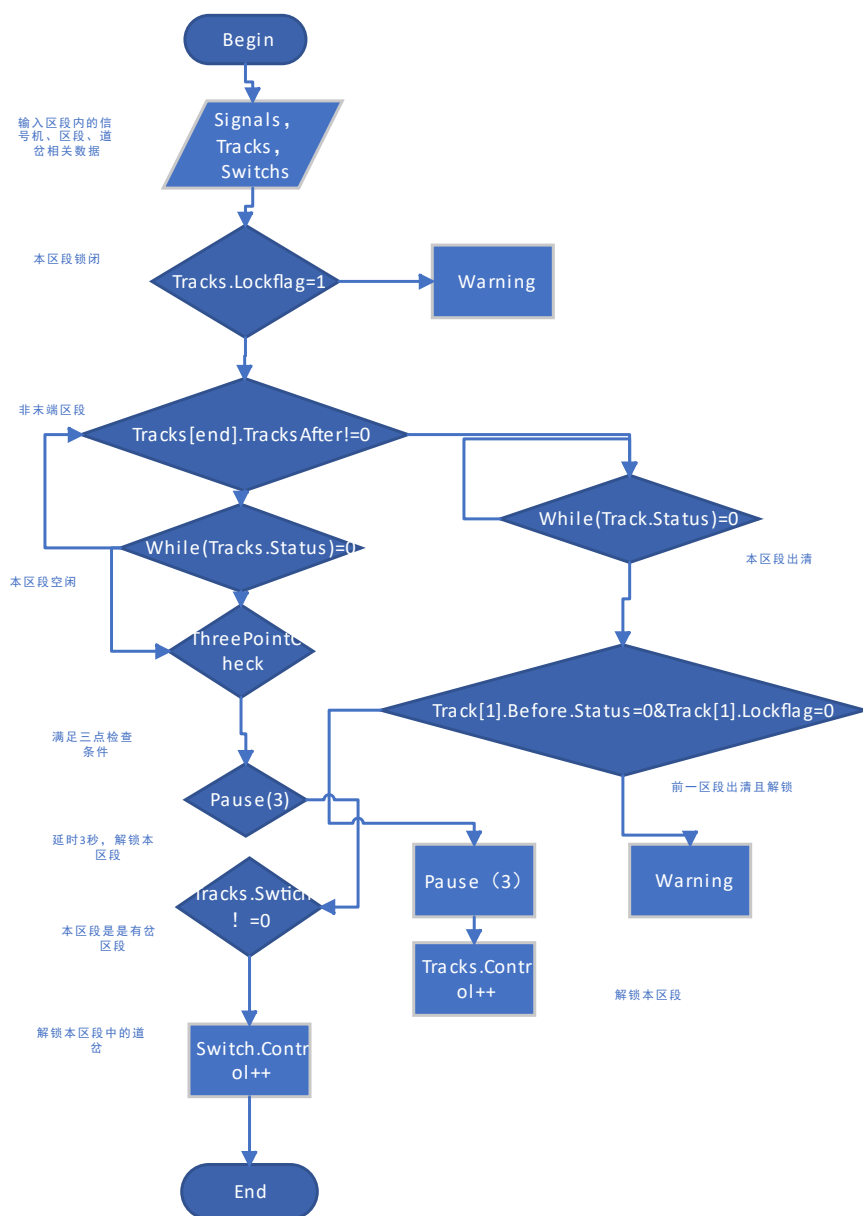 Begin
输入区段内的信
号机、区段、道
岔相关数据
Signals，
Tracks，
Switchs
本区段锁闭
Tracks.Lockflag=1
Warning
非末端区段
Tracks[end].TracksAfter!=0
While(Tracks.Status)=0
While(Track.Status)=0
本区段出清
本区段空闲
ThreePointC
heck
Track[1].Before.Status=0&Track[1].Lockflag=0
满足三点检查
条件
前一区段出清且解锁
Pause(3)
延时3秒，解锁本
区段
Pause（3）
Warning
Tracks.Swtich
！=0
本区段是是有岔
区段
Tracks.Contr
ol++
解锁本区段
解锁本区段中的道
岔
Switch.Contr
ol++
End